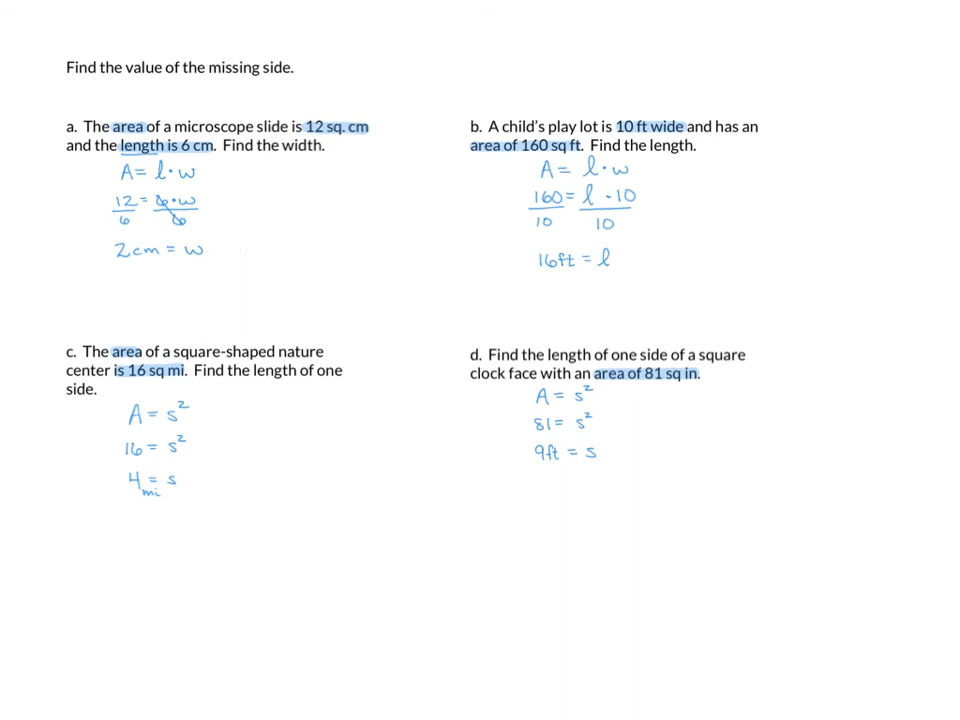 Find the value of the missing side.
a. The area of a microscope slide is 12 sq. cm
and the length is 6 cm. Find the width.
A = l · w
12 = 6 · w
6 6
2 cm = w
b. A child's play lot is 10 ft wide and has an
area of 160 sq ft. Find the length.
A = l · w
160 = l · 10
10 10
16ft = l
c. The area of a square-shaped nature
center is 16 sq mi. Find the length of one
side.
A = s²
16 = s²
4 = s
mi
d. Find the length of one side of a square
clock face with an area of 81 sq in.
A = s²
81 = s²
9ft = s